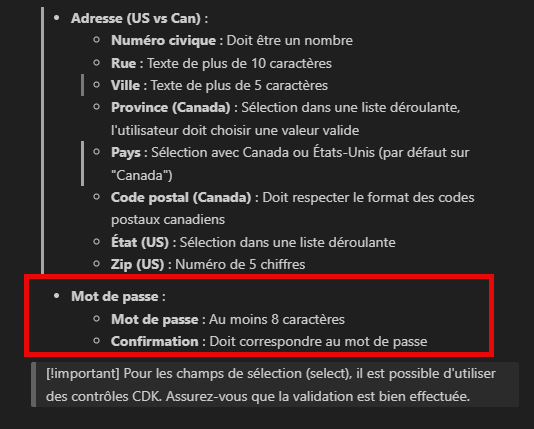 Adresse (US vs Can) :
Numéro civique : Doit être un nombre
Rue : Texte de plus de 10 caractères
Ville : Texte de plus de 5 caractères
Province (Canada) : Sélection dans une liste déroulante,
l'utilisateur doit choisir une valeur valide
Pays : Sélection avec Canada ou États-Unis (par défaut sur
"Canada")
Code postal (Canada) : Doit respecter le format des codes
postaux canadiens
État (US) : Sélection dans une liste déroulante
Zip (US) : Numéro de 5 chiffres
Mot de passe :
Mot de passe : Au moins 8 caractères
Confirmation : Doit correspondre au mot de passe
[!important] Pour les champs de sélection (select), il est possible d'utiliser
des contrôles CDK. Assurez-vous que la validation est bien effectuée.